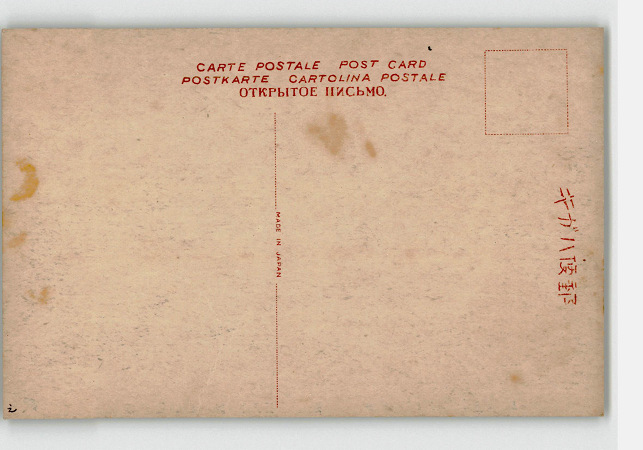 CARTE POSTALE POST CARD
POSTKARTE CARTOLINA POSTALE
ОТКРЫТОЕ ПИСЬМО.
MADE IN JAPAN
郵便ハガキ